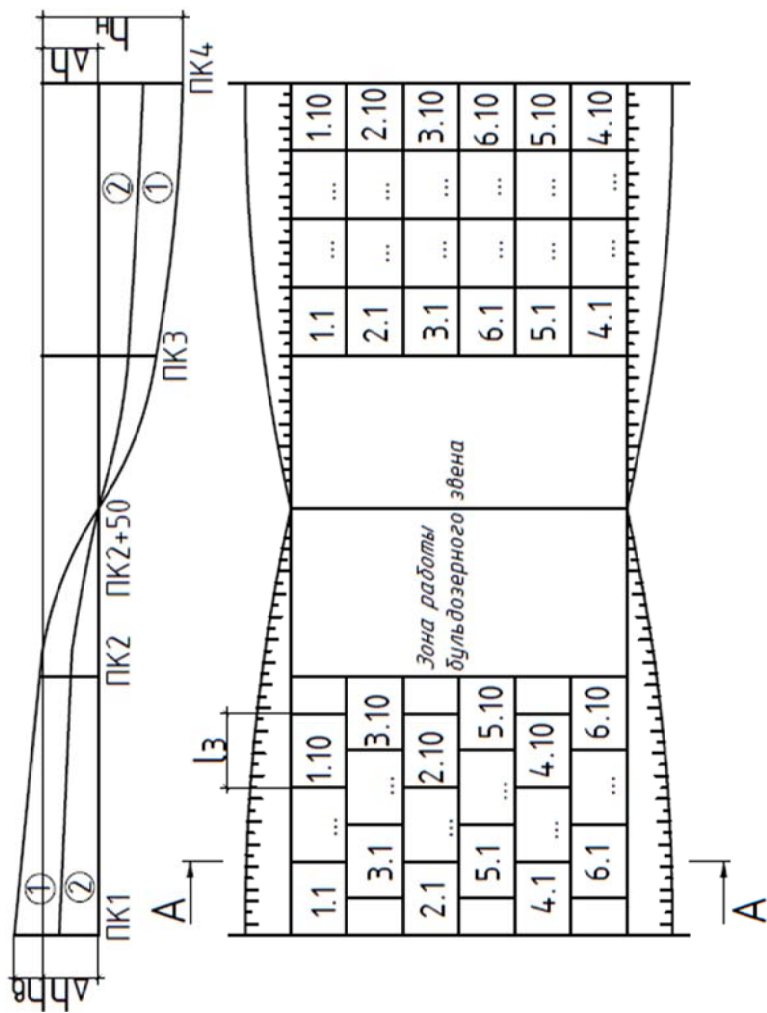 hн
hΔ
ПК4
②
①
ПК3
ПК2+50
ПК2
①
②
ПК1
hв
hΔ
A
A
lз
Зона работы
бульдозерного звена
1.1 ... 1.10
3.1 ... 3.10
2.1 ... 2.10
5.1 ... 5.10
4.1 ... 4.10
6.1 ... 6.10
1.1 ... ... 1.10
2.1 ... ... 2.10
3.1 ... ... 3.10
6.1 ... ... 6.10
5.1 ... ... 5.10
4.1 ... ... 4.10